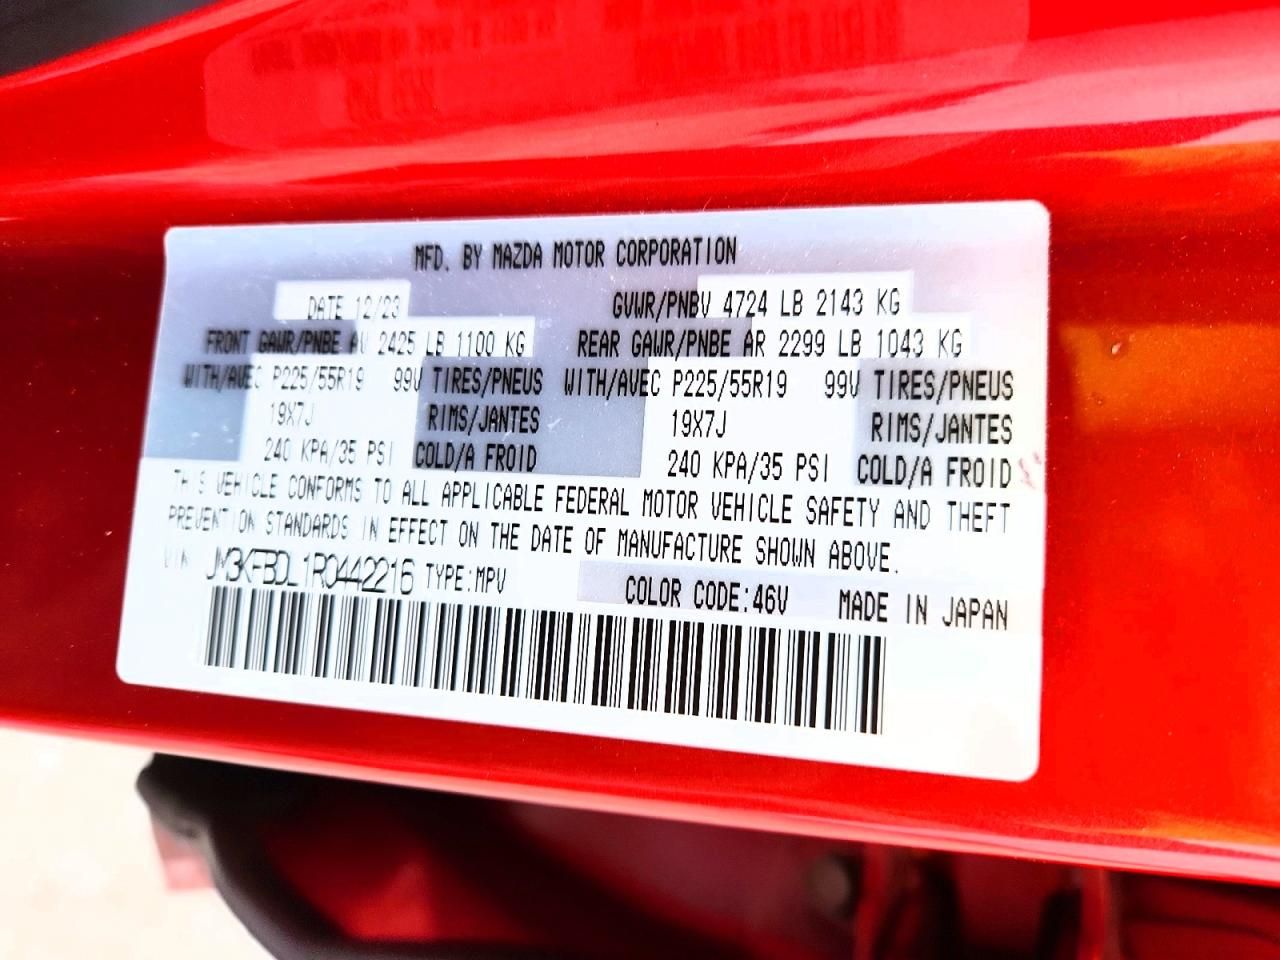 MFD. BY MAZDA MOTOR CORPORATION
DATE 12/23 GVWR/PNBV 4724 LB 2143 KG
FRONT GAWR/PNBE AV 2425 LB 1100 KG REAR GAWR/PNBE AR 2299 LB 1043 KG
WITH/AVEC P225/55R19 99V TIRES/PNEUS WITH/AVEC P225/55R19 99V TIRES/PNEUS
19X7J RIMS/JANTES 19X7J RIMS/JANTES
240 KPA/35 PSI COLD/A FROID 240 KPA/35 PSI COLD/A FROID
THIS VEHICLE CONFORMS TO ALL APPLICABLE FEDERAL MOTOR VEHICLE SAFETY AND THEFT
PREVENTION STANDARDS IN EFFECT ON THE DATE OF MANUFACTURE SHOWN ABOVE.
VIN JM3KFBDL1R0442216 TYPE:MPV COLOR CODE:46V MADE IN JAPAN